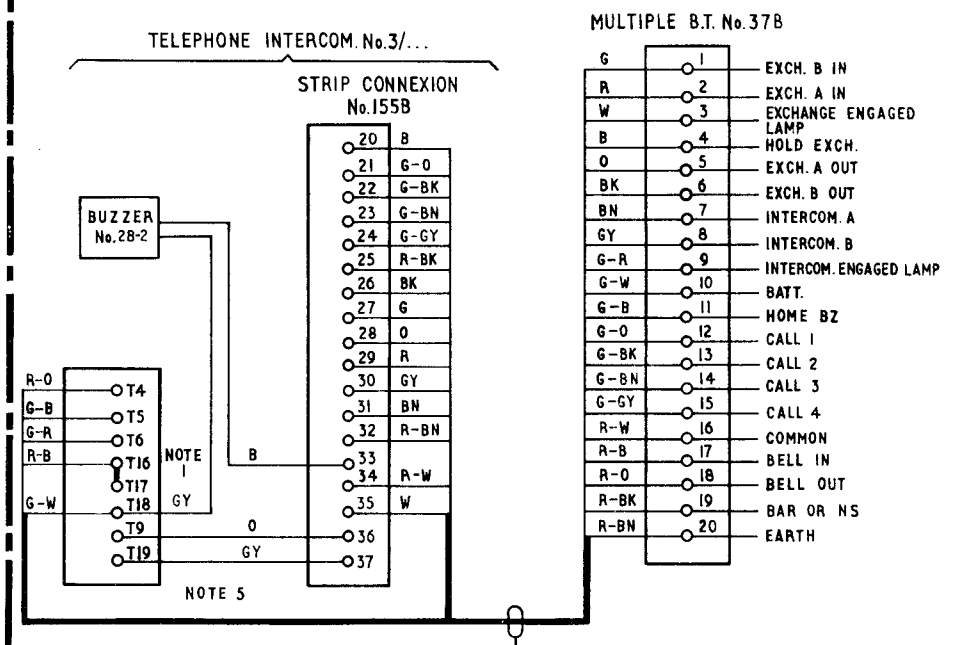 TELEPHONE INTERCOM. No.3/...
STRIP CONNEXION
No.155B
20 B
21 G-O
22 G-BK
23 G-BN
24 G-GY
25 R-BK
26 BK
27 G
28 O
29 R
30 GY
31 BN
32 R-BN
33
34 R-W
35 W
36
37
BUZZER
No.28-2
B
GY
O
GY
R-O T4
G-B T5
G-R T6
R-B T16
T17
G-W T18
T9
T19
NOTE
1
NOTE 5
MULTIPLE B.T. No.37B
G 1 EXCH. B IN
R 2 EXCH. A IN
W 3 EXCHANGE ENGAGED
LAMP
B 4 HOLD EXCH.
O 5 EXCH. A OUT
BK 6 EXCH. B OUT
BN 7 INTERCOM. A
GY 8 INTERCOM. B
G-R 9 INTERCOM. ENGAGED LAMP
G-W 10 BATT.
G-B 11 HOME BZ
G-O 12 CALL 1
G-BK 13 CALL 2
G-BN 14 CALL 3
G-GY 15 CALL 4
R-W 16 COMMON
R-B 17 BELL IN
R-O 18 BELL OUT
R-BK 19 BAR OR NS
R-BN 20 EARTH